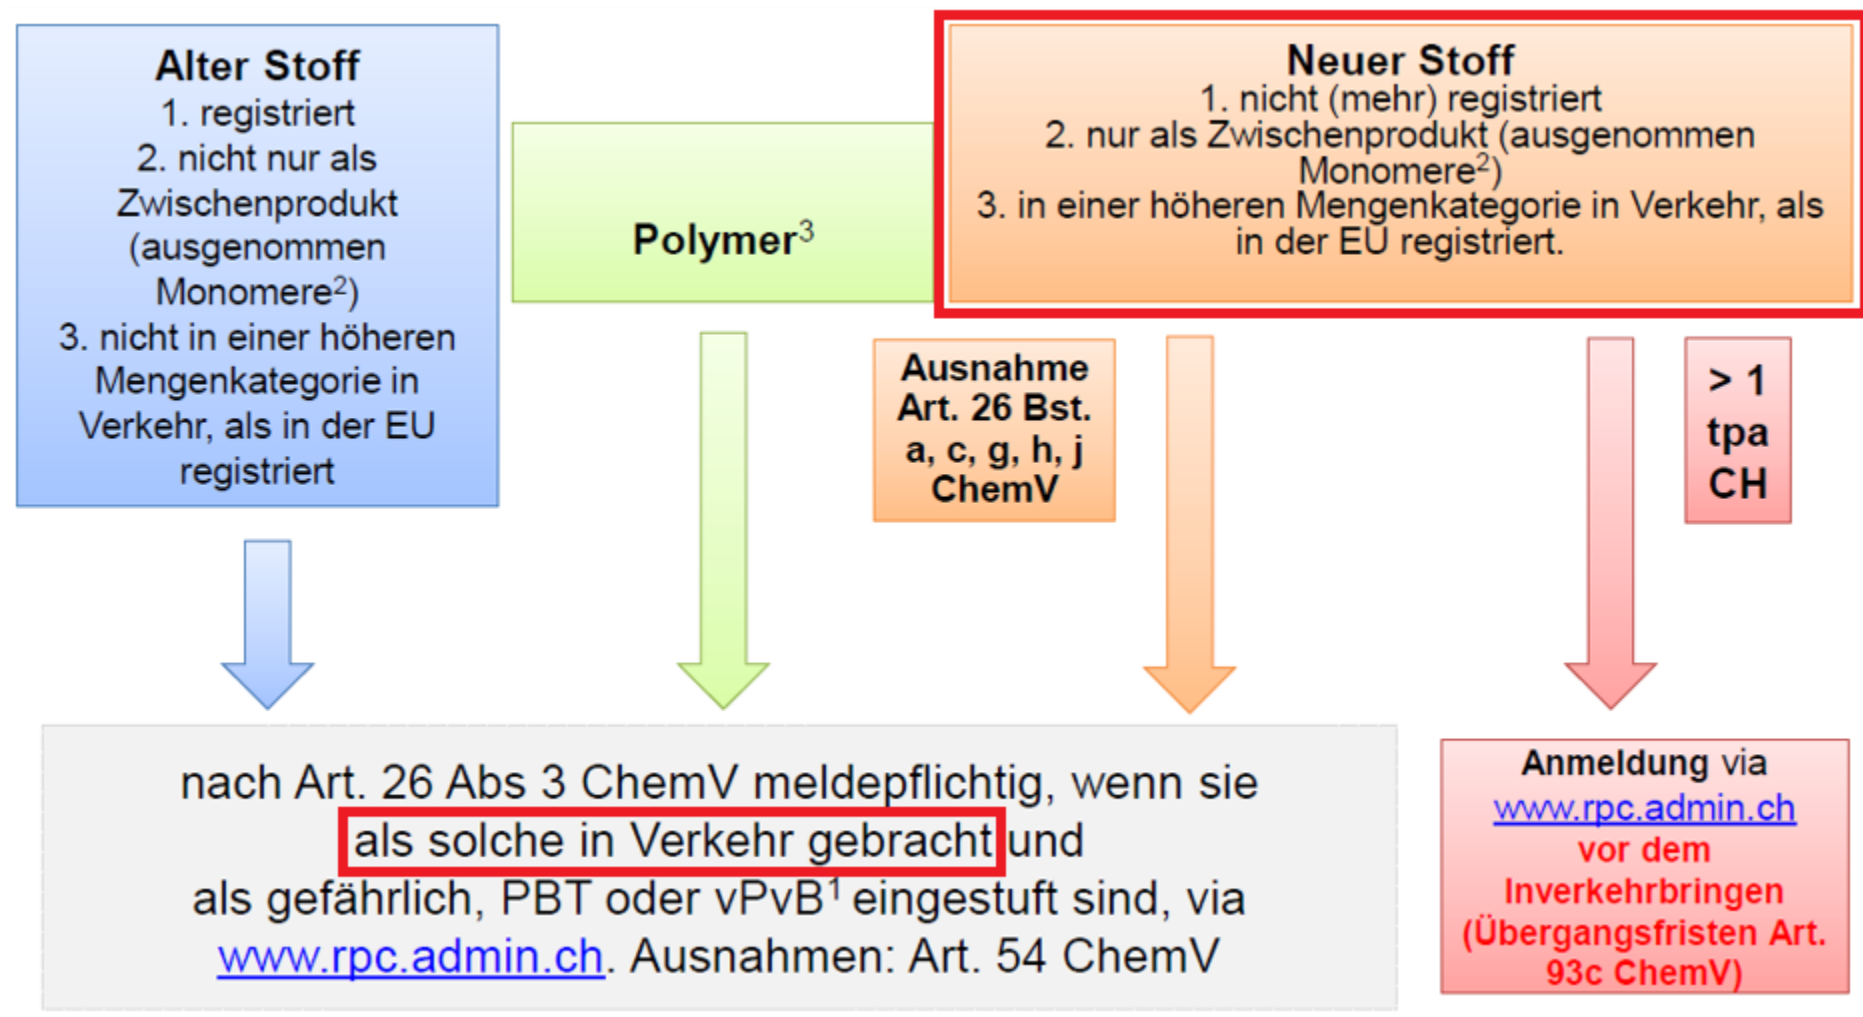 Alter Stoff
1. registriert
2. nicht nur als
Zwischenprodukt
(ausgenommen
Monomere²)
3. nicht in einer höheren
Mengenkategorie in
Verkehr, als in der EU
registriert
Polymer³
Neuer Stoff
1. nicht (mehr) registriert
2. nur als Zwischenprodukt (ausgenommen
Monomere²)
3. in einer höheren Mengenkategorie in Verkehr, als
in der EU registriert.
Ausnahme
Art. 26 Bst.
a, c, g, h, j
ChemV
> 1
tpa
CH
nach Art. 26 Abs 3 ChemV meldepflichtig, wenn sie
als solche in Verkehr gebracht und
als gefährlich, PBT oder vPvB¹ eingestuft sind, via
www.rpc.admin.ch. Ausnahmen: Art. 54 ChemV
Anmeldung via
www.rpc.admin.ch
vor dem
Inverkehrbringen
(Übergangsfristen Art.
93c ChemV)